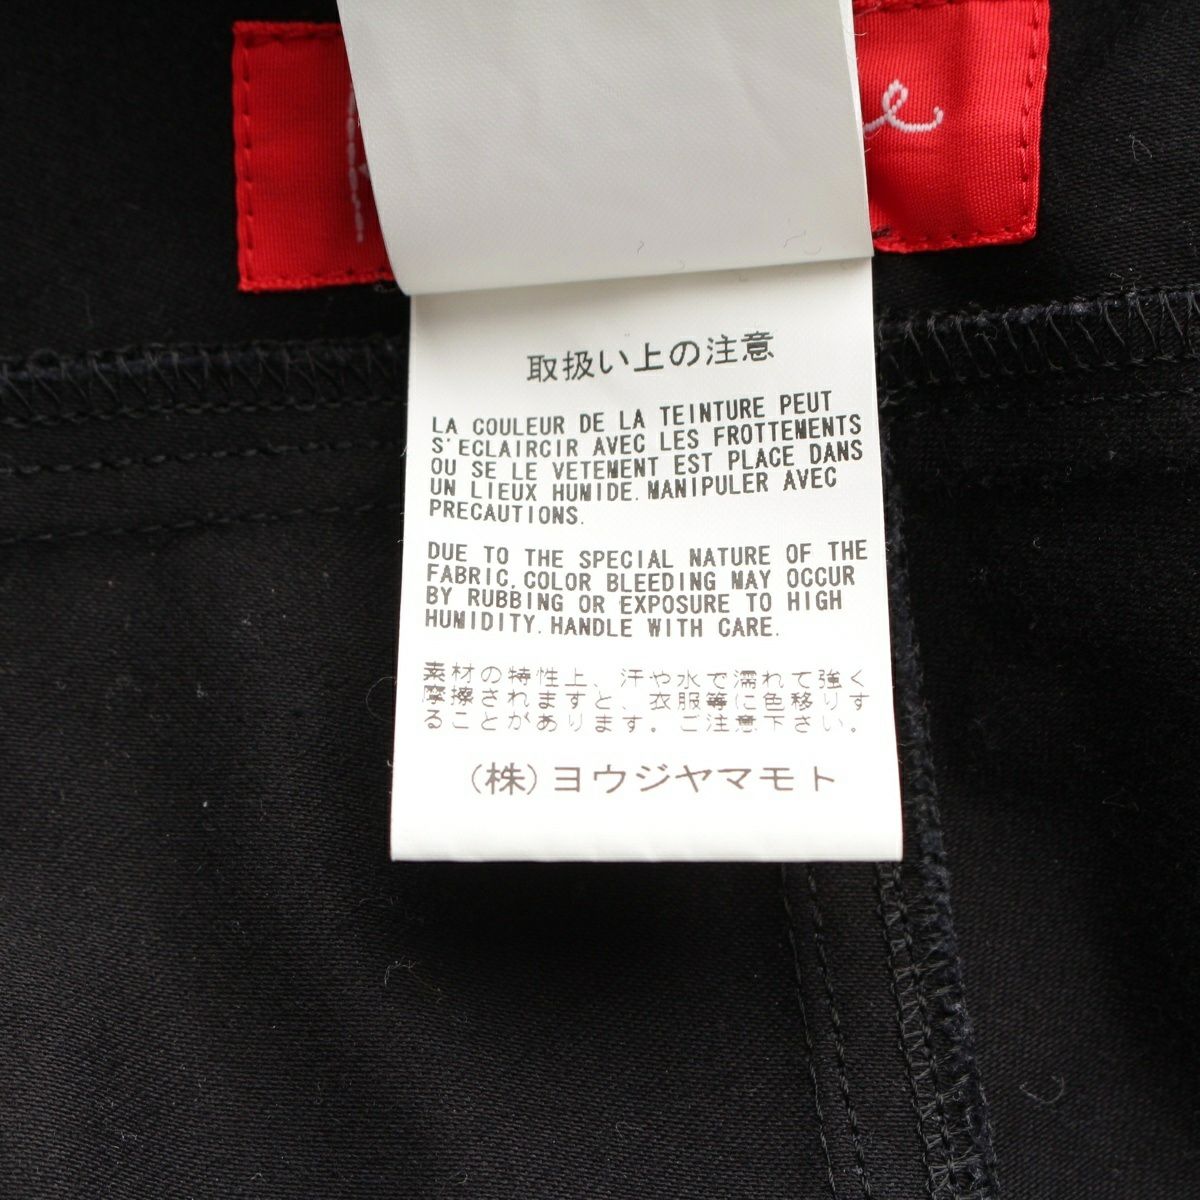 取扱い上の注意
LA COULEUR DE LA TEINTURE PEUT
S'ECLAIRCIR AVEC LES FROTTEMENTS
OU SE LE VETEMENT EST PLACE DANS
UN LIEUX HUMIDE.MANIPULER AVEC
PRECAUTIONS.
DUE TO THE SPECIAL NATURE OF THE
FABRIC,COLOR BLEEDING MAY OCCUR
BY RUBBING OR EXPOSURE TO HIGH
HUMIDITY.HANDLE WITH CARE.
素材の特性上、汗や水で濡れて強く
摩擦されますと、衣服等に色移りす
ることがあります。ご注意下さい。
(株)ヨウジヤマモト